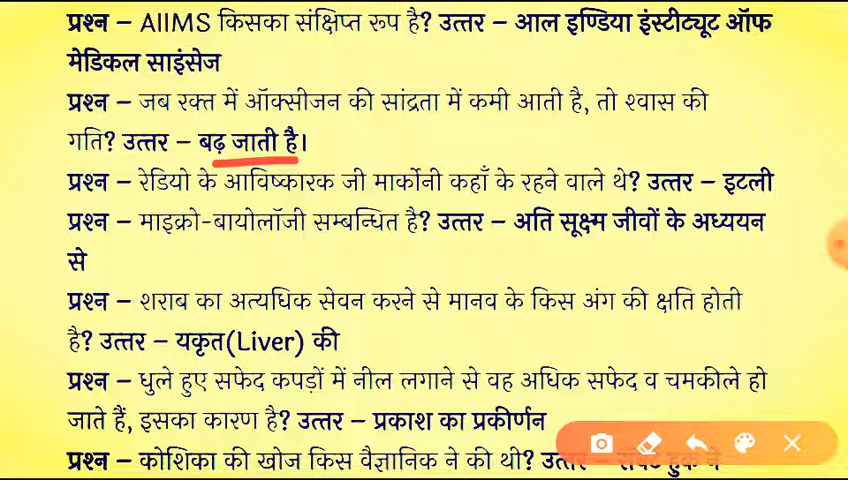 प्रश्न – AIIMS किसका संक्षिप्त रूप है? उत्तर – आल इण्डिया इंस्टीट्यूट ऑफ
मेडिकल साइंसेज
प्रश्न – जब रक्त में ऑक्सीजन की सांद्रता में कमी आती है, तो श्वास की
गति? उत्तर – बढ़ जाती है।
प्रश्न – रेडियो के आविष्कारक जी मार्कोनी कहाँ के रहने वाले थे? उत्तर – इटली
प्रश्न – माइक्रो-बायोलॉजी सम्बन्धित है? उत्तर – अति सूक्ष्म जीवों के अध्ययन
से
प्रश्न – शराब का अत्यधिक सेवन करने से मानव के किस अंग की क्षति होती
है? उत्तर – यकृत(Liver) की
प्रश्न – धुले हुए सफेद कपड़ों में नील लगाने से वह अधिक सफेद व चमकीले हो
जाते हैं, इसका कारण है? उत्तर – प्रकाश का प्रकीर्णन
प्रश्न – कोशिका की खोज किस वैज्ञानिक ने की थी?